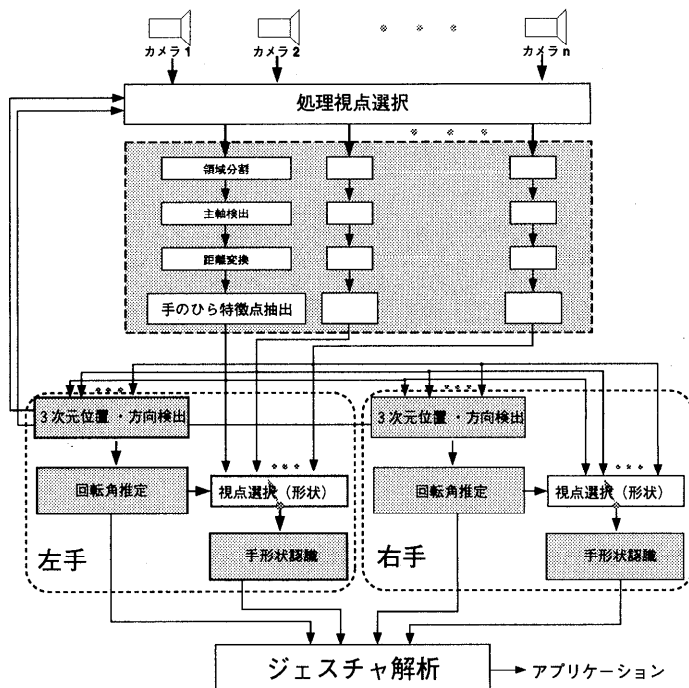 カメラ1
カメラ2
カメラn
処理視点選択
領域分割
主軸検出
距離変換
手のひら特徴点抽出
3次元位置・方向検出
回転角推定
視点選択（形状）
手形状認識
左手
3次元位置・方向検出
回転角推定
視点選択（形状）
手形状認識
右手
ジェスチャ解析
アプリケーション